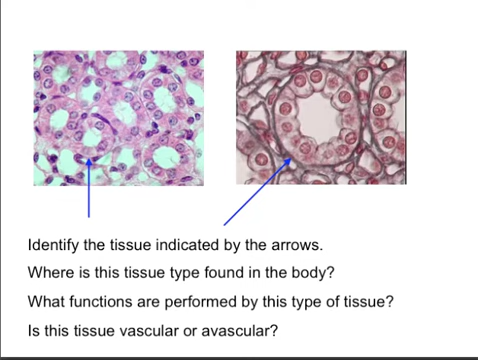 Identify the tissue indicated by the arrows.
Where is this tissue type found in the body?
What functions are performed by this type of tissue?
Is this tissue vascular or avascular?